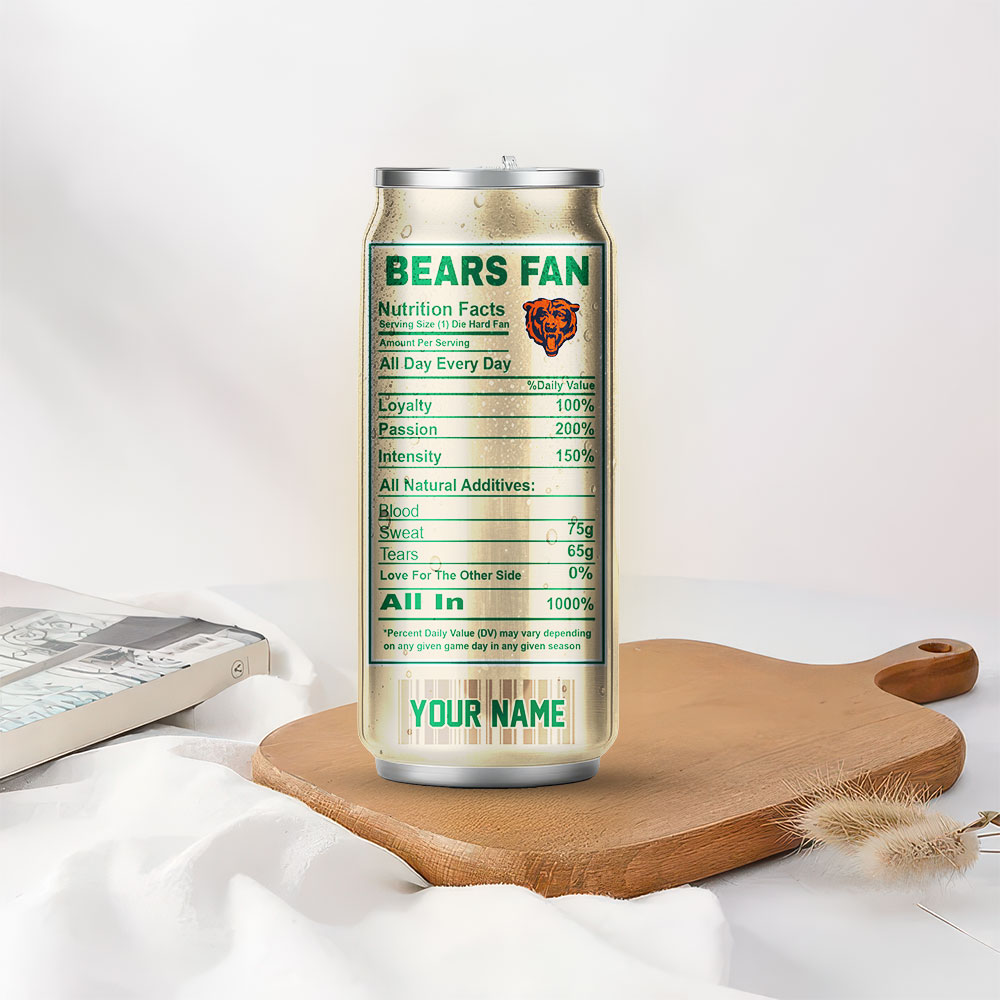 BEARS FAN
Nutrition Facts
Serving Size (1) Die Hard Fan
Amount Per Serving
All Day Every Day
%Daily Value
Loyalty 100%
Passion 200%
Intensity 150%
All Natural Additives:
Blood
Sweat 75g
Tears 65g
Love For The Other Side 0%
All In 1000%
*Percent Daily Value (DV) may vary depending
on any given game day in any given season
YOUR NAME